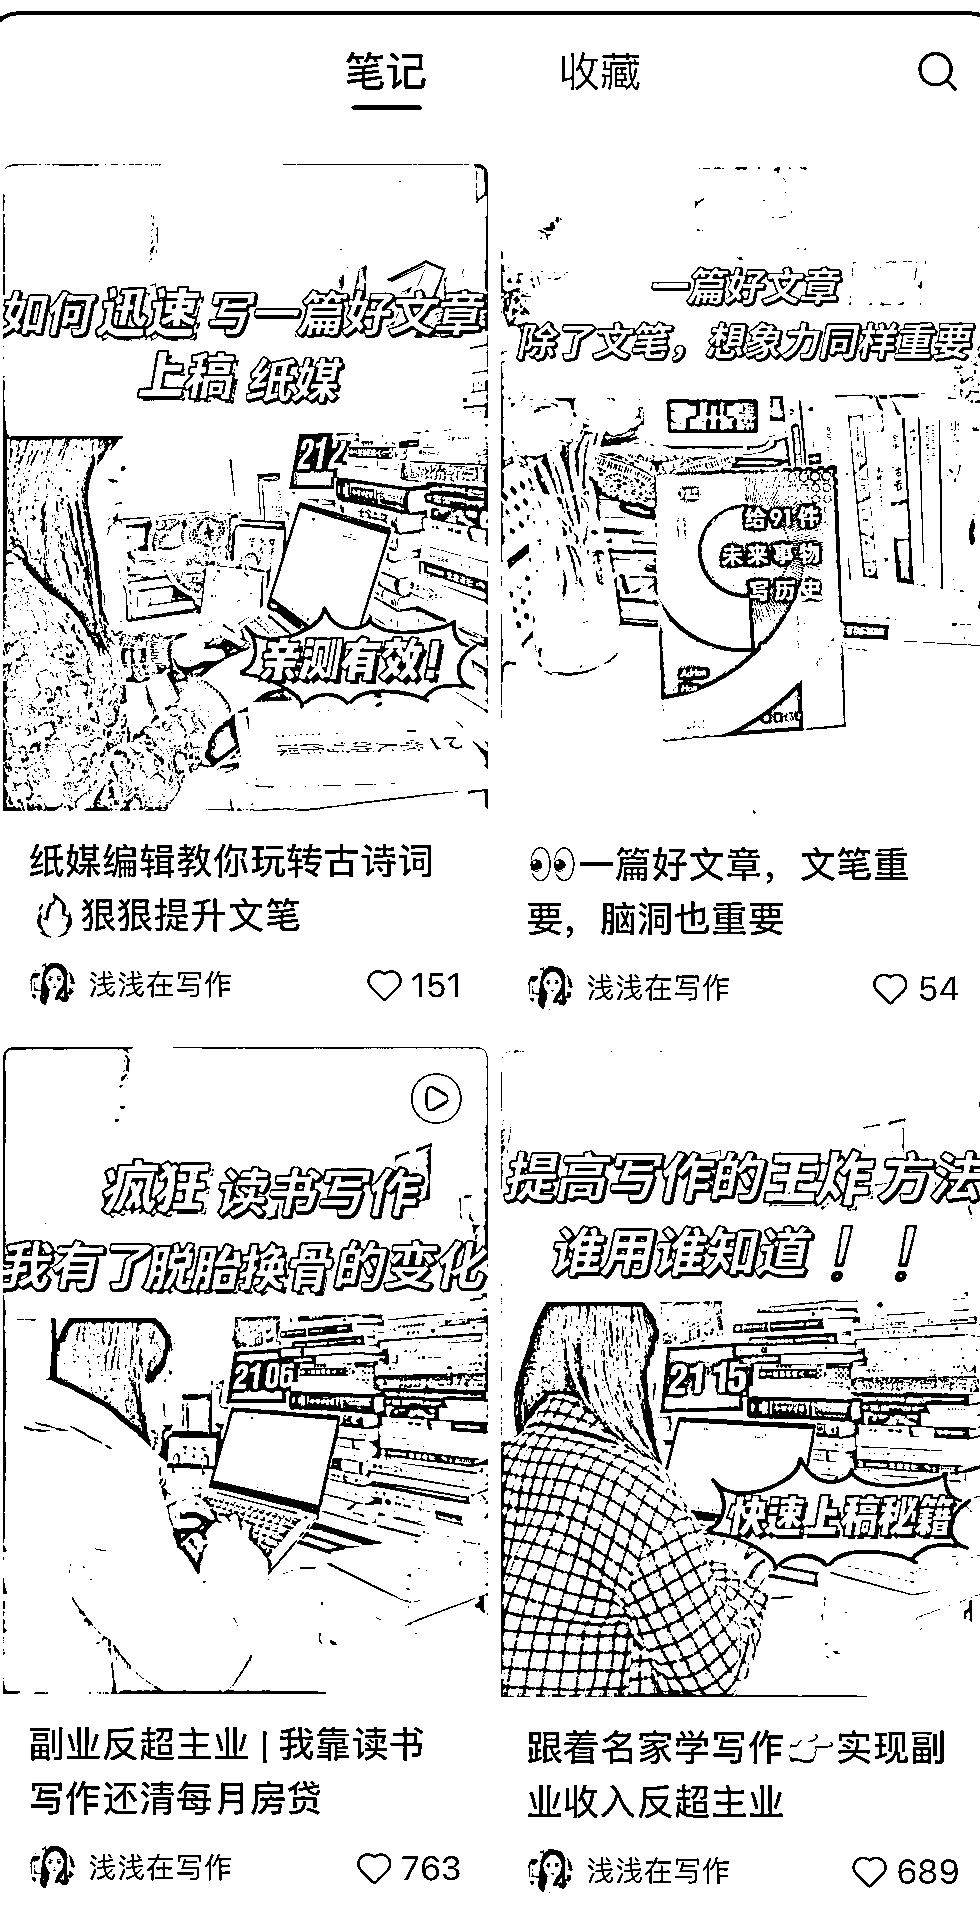 笔记
收藏
如何迅速写一篇好文章
上稿 纸媒
亲测有效！
纸媒编辑教你玩转古诗词
🔥狠狠提升文笔
浅浅在写作
151
一篇好文章
除了文笔，想象力同样重要
给91件
未来事物
写历史
👀一篇好文章，文笔重
要，脑洞也重要
浅浅在写作
54
疯狂 读书写作
我有了脱胎换骨的变化
2106
副业反超主业 | 我靠读书
写作还清每月房贷
浅浅在写作
763
提高写作的王炸方法
谁用谁知道！！
2115
快速上稿秘籍
跟着名家学写作👉实现副
业收入反超主业
浅浅在写作
689